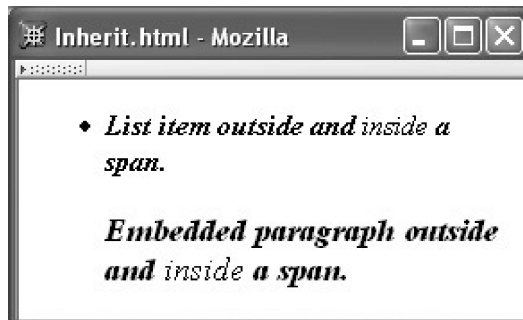 Inherit.html - Mozilla
List item outside and inside a
span.
Embedded paragraph outside
and inside a span.